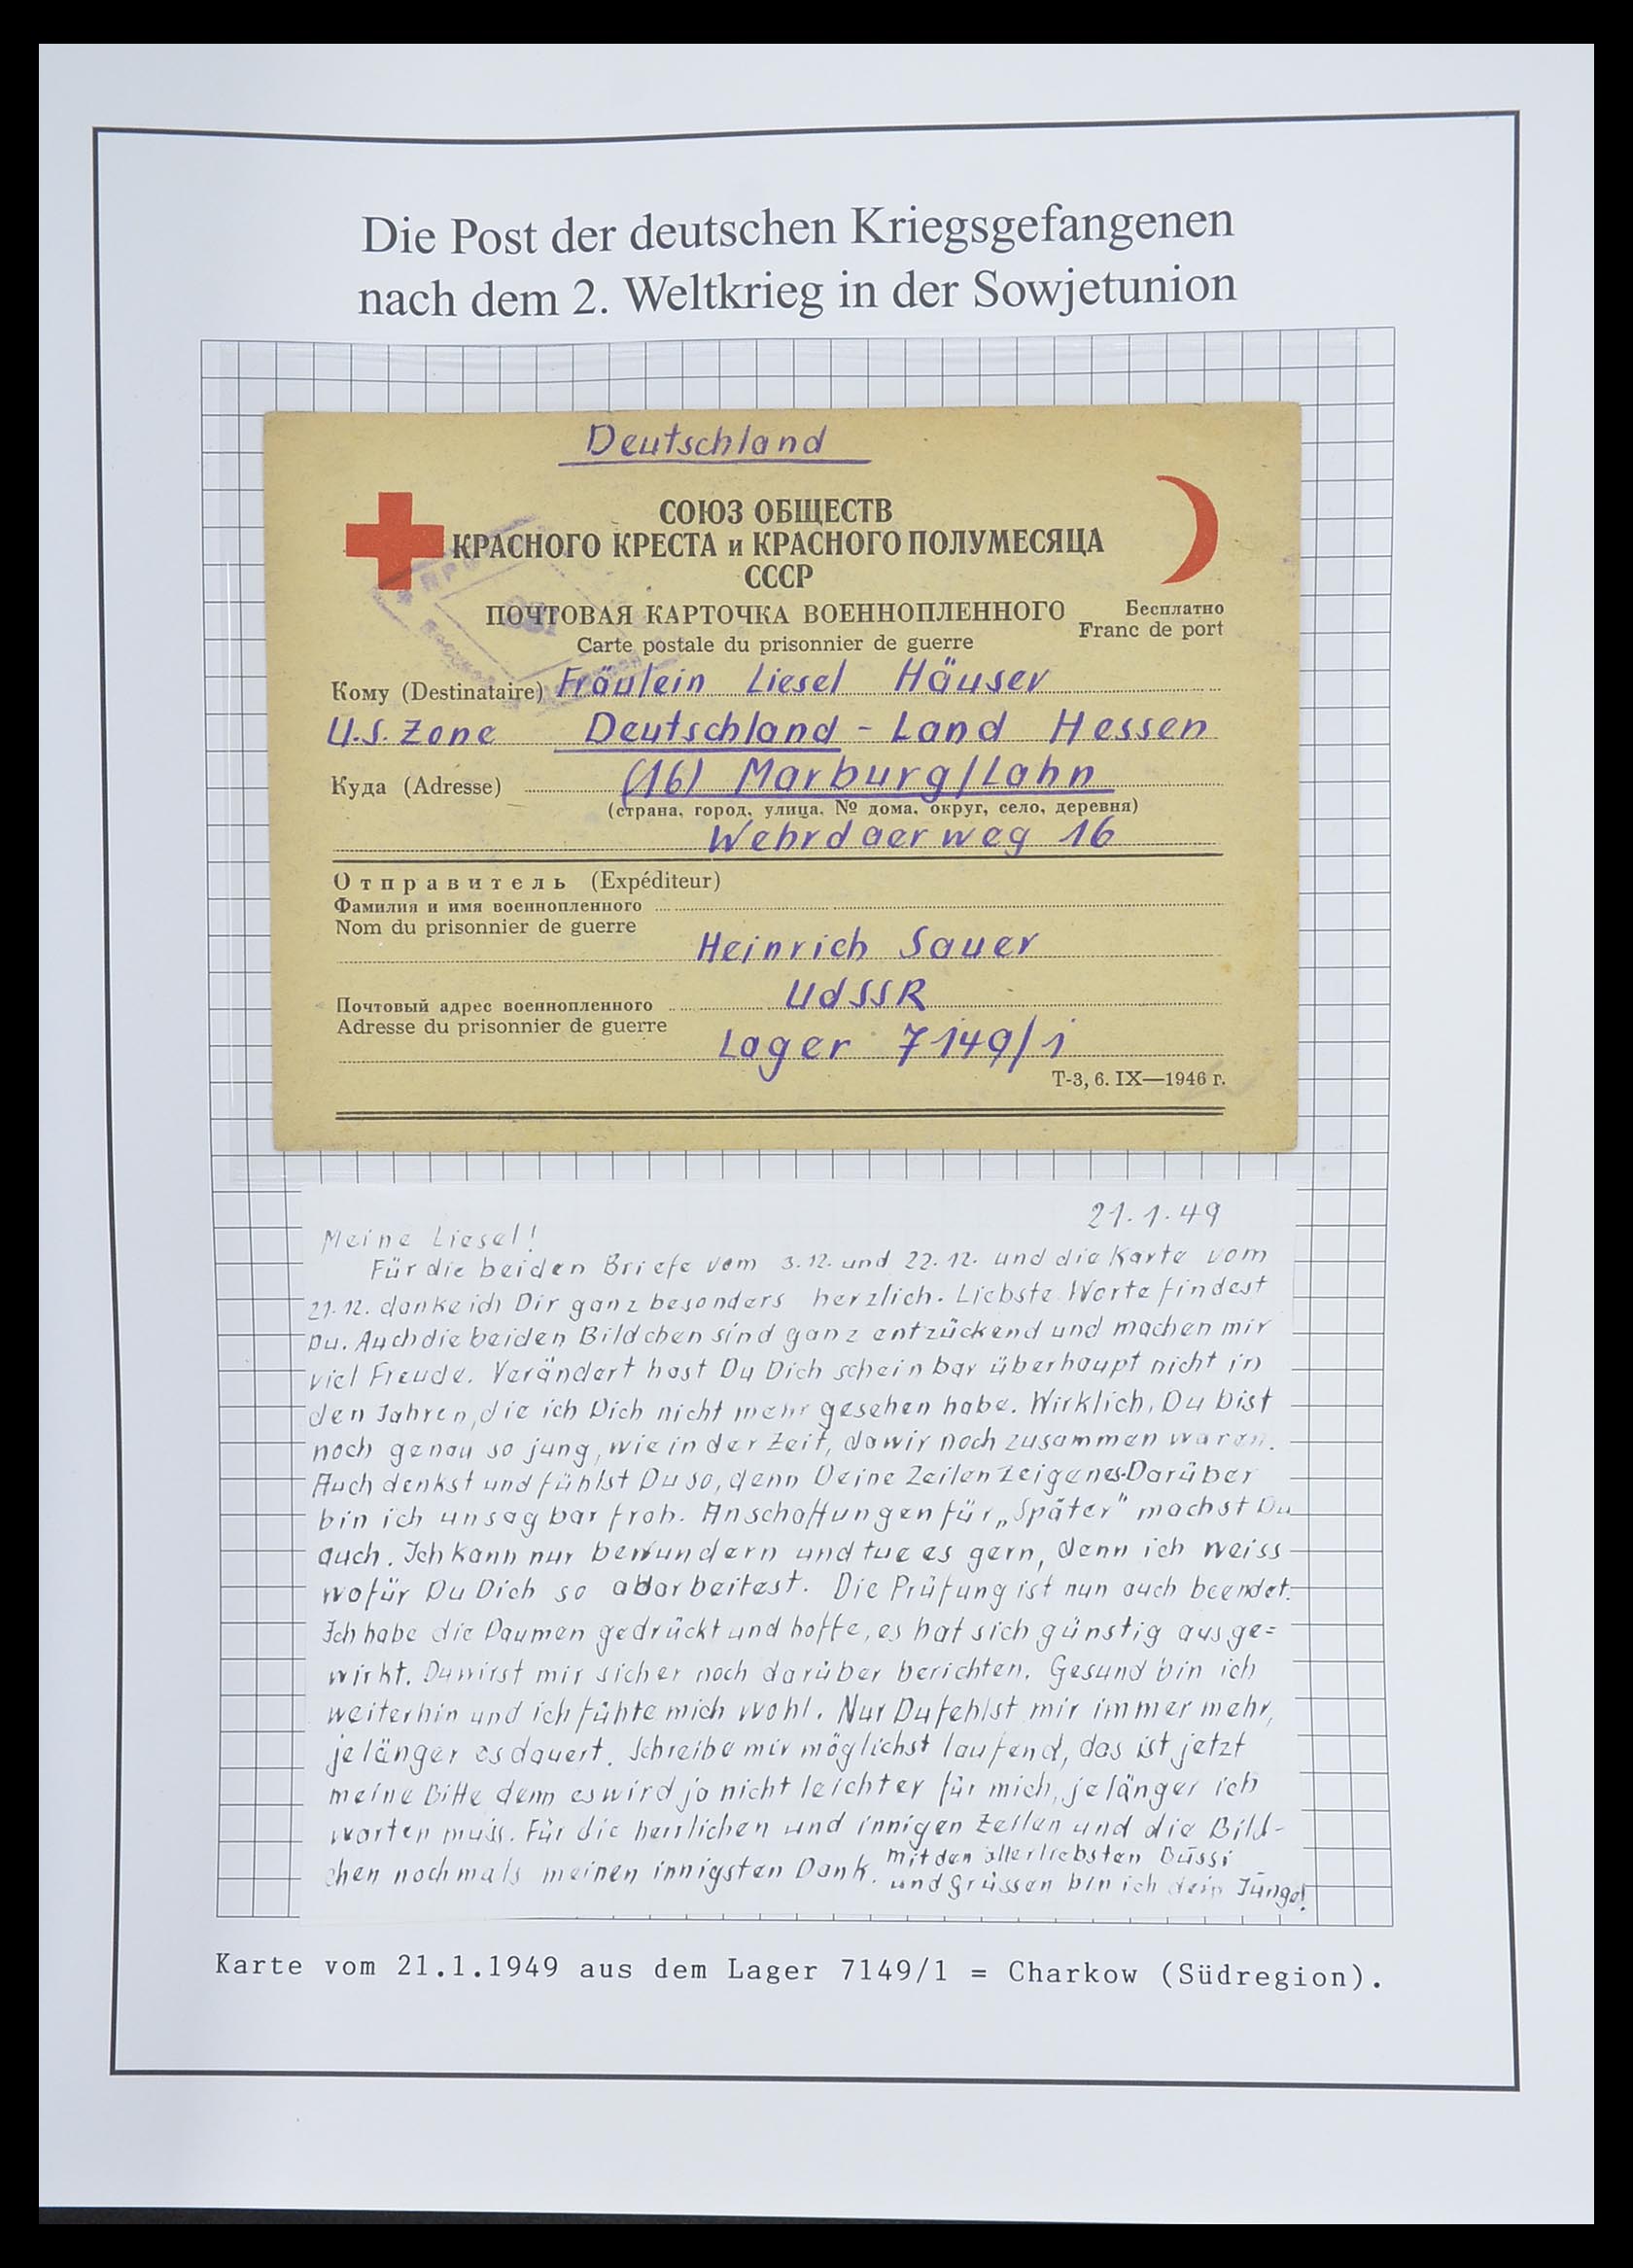 Die Post der deutschen Kriegsgefangenen
nach dem 2. Weltkrieg in der Sowjetunion
Deutschland
СОЮЗ ОБЩЕСТВ
КРАСНОГО КРЕСТА и КРАСНОГО ПОЛУМЕСЯЦА
СССР
ПОЧТОВАЯ КАРТОЧКА ВОЕННОПЛЕННОГО
Carte postale du prisonnier de guerre
Бесплатно
Franc de port
Кому (Destinataire) Fräulein Liesel Häuser
U.S. Zone Deutschland - Land Hessen
Куда (Adresse) (16) Marburg/Lahn
(страна, город, улица, № дома, округ, село, деревня)
Wehrdaer weg 16
Отправитель (Expéditeur)
Фамилия и имя военнопленного
Nom du prisonnier de guerre
Heinrich Sauer
Почтовый адрес военнопленного UdSSR
Adresse du prisonnier de guerre
Lager 7149/1
Т-3, 6. IX—1946 г.
21.1.49
Meine Liesel!
Für die beiden Briefe vom 3.12. und 22.12. und die Karte vom
21.12. danke ich Dir ganz besonders herzlich. Liebste Worte findest
Du. Auch die beiden Bildchen sind ganz entzückend und machen mir
viel Freude. Verändert hast Du Dich scheinbar überhaupt nicht in
den Jahren, die ich Dich nicht mehr gesehen habe. Wirklich, Du bist
noch genau so jung, wie in der Zeit, da wir noch zusammen waren.
Auch denkst und fühlst Du so, denn Deine Zeilen zeigen es. Darüber
bin ich unsagbar froh. Anschaffungen für „Später" machst Du
auch. Ich kann nur bewundern und tue es gern, denn ich weiss
wofür Du Dich so abarbeitest. Die Prüfung ist nun auch beendet.
Ich habe die Daumen gedrückt und hoffe, es hat sich günstig ausge=
wirkt. Du wirst mir sicher noch darüber berichten. Gesund bin ich
weiterhin und ich fühle mich wohl. Nur Du fehlst mir immer mehr,
je länger es dauert. Schreibe mir möglichst laufend, das ist jetzt
meine Bitte denn es wird ja nicht leichter für mich, je länger ich
warten muss. Für die herrlichen und innigen Zeilen und die Bild-
chen nochmals meinen innigsten Dank. Mit den allerliebsten Bussi
und Grüssen bin ich dein Junge!
Karte vom 21.1.1949 aus dem Lager 7149/1 = Charkow (Südregion).